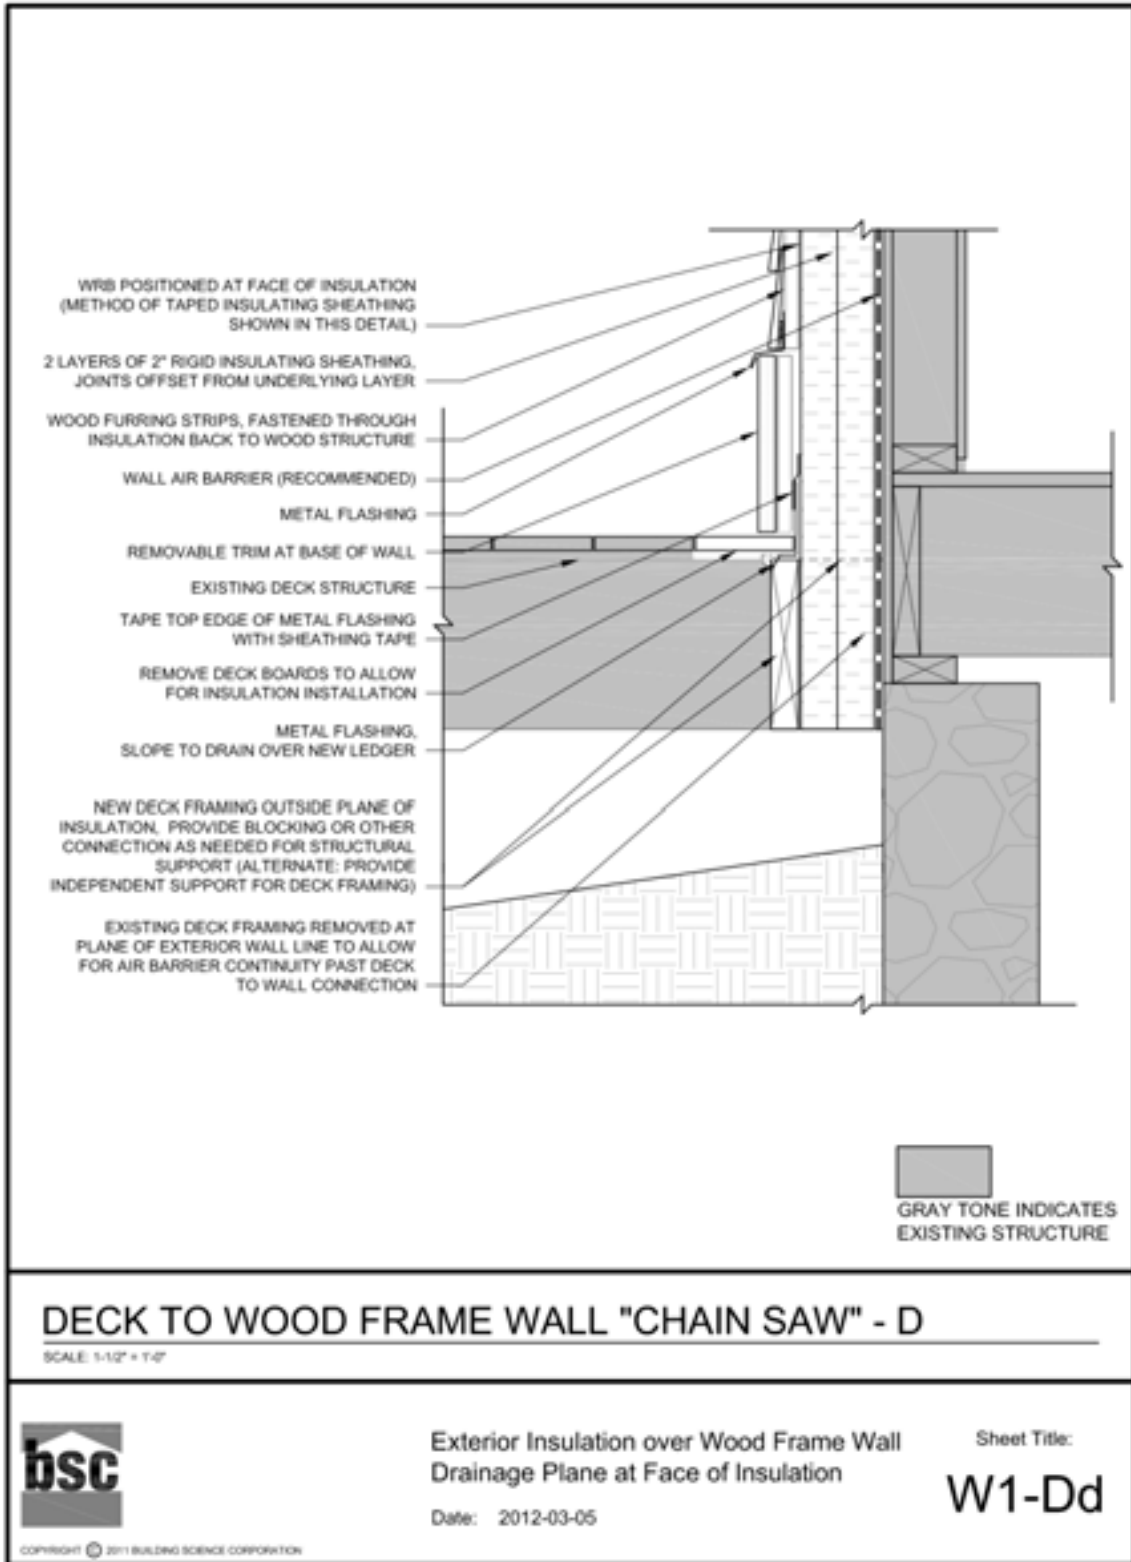 WRB POSITIONED AT FACE OF INSULATION
(METHOD OF TAPED INSULATING SHEATHING
SHOWN IN THIS DETAIL)
2 LAYERS OF 2" RIGID INSULATING SHEATHING,
JOINTS OFFSET FROM UNDERLYING LAYER
WOOD FURRING STRIPS, FASTENED THROUGH
INSULATION BACK TO WOOD STRUCTURE
WALL AIR BARRIER (RECOMMENDED)
METAL FLASHING
REMOVABLE TRIM AT BASE OF WALL
EXISTING DECK STRUCTURE
TAPE TOP EDGE OF METAL FLASHING
WITH SHEATHING TAPE
REMOVE DECK BOARDS TO ALLOW
FOR INSULATION INSTALLATION
METAL FLASHING,
SLOPE TO DRAIN OVER NEW LEDGER
NEW DECK FRAMING OUTSIDE PLANE OF
INSULATION, PROVIDE BLOCKING OR OTHER
CONNECTION AS NEEDED FOR STRUCTURAL
SUPPORT (ALTERNATE: PROVIDE
INDEPENDENT SUPPORT FOR DECK FRAMING)
EXISTING DECK FRAMING REMOVED AT
PLANE OF EXTERIOR WALL LINE TO ALLOW
FOR AIR BARRIER CONTINUITY PAST DECK
TO WALL CONNECTION
GRAY TONE INDICATES
EXISTING STRUCTURE
DECK TO WOOD FRAME WALL "CHAIN SAW" - D
SCALE: 1-1/2" = 1'-0"
bsc
Exterior Insulation over Wood Frame Wall
Drainage Plane at Face of Insulation
Date: 2012-03-05
Sheet Title:
W1-Dd
COPYRIGHT © 2011 BUILDING SCIENCE CORPORATION